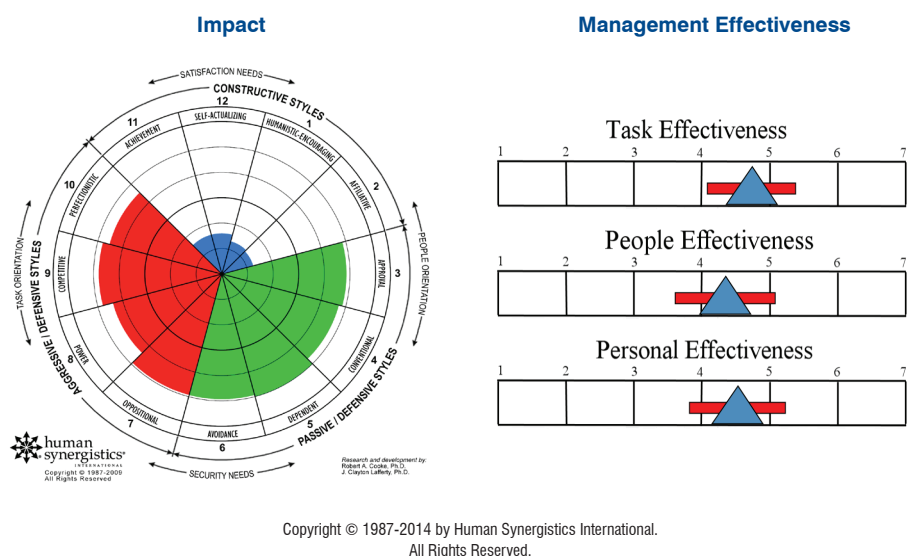 Impact
Management Effectiveness
SATISFACTION NEEDS
CONSTRUCTIVE STYLES
12
SELF-ACTUALIZING
1
HUMANISTIC-ENCOURAGING
2
AFFILIATIVE
3
APPROVAL
4
CONVENTIONAL
5
DEPENDENT
6
AVOIDANCE
7
OPPOSITIONAL
8
POWER
9
COMPETITIVE
10
PERFECTIONISTIC
11
ACHIEVEMENT
PEOPLE ORIENTATION
PASSIVE / DEFENSIVE STYLES
SECURITY NEEDS
AGGRESSIVE / DEFENSIVE STYLES
TASK ORIENTATION
human
synergistics®
INTERNATIONAL
Copyright © 1987-2009
All Rights Reserved
Research and development by:
Robert A. Cooke, Ph.D.
J. Clayton Lafferty, Ph.D.
Task Effectiveness
1 2 3 4 5 6 7
People Effectiveness
1 2 3 4 5 6 7
Personal Effectiveness
1 2 3 4 5 6 7
Copyright © 1987-2014 by Human Synergistics International.
All Rights Reserved.